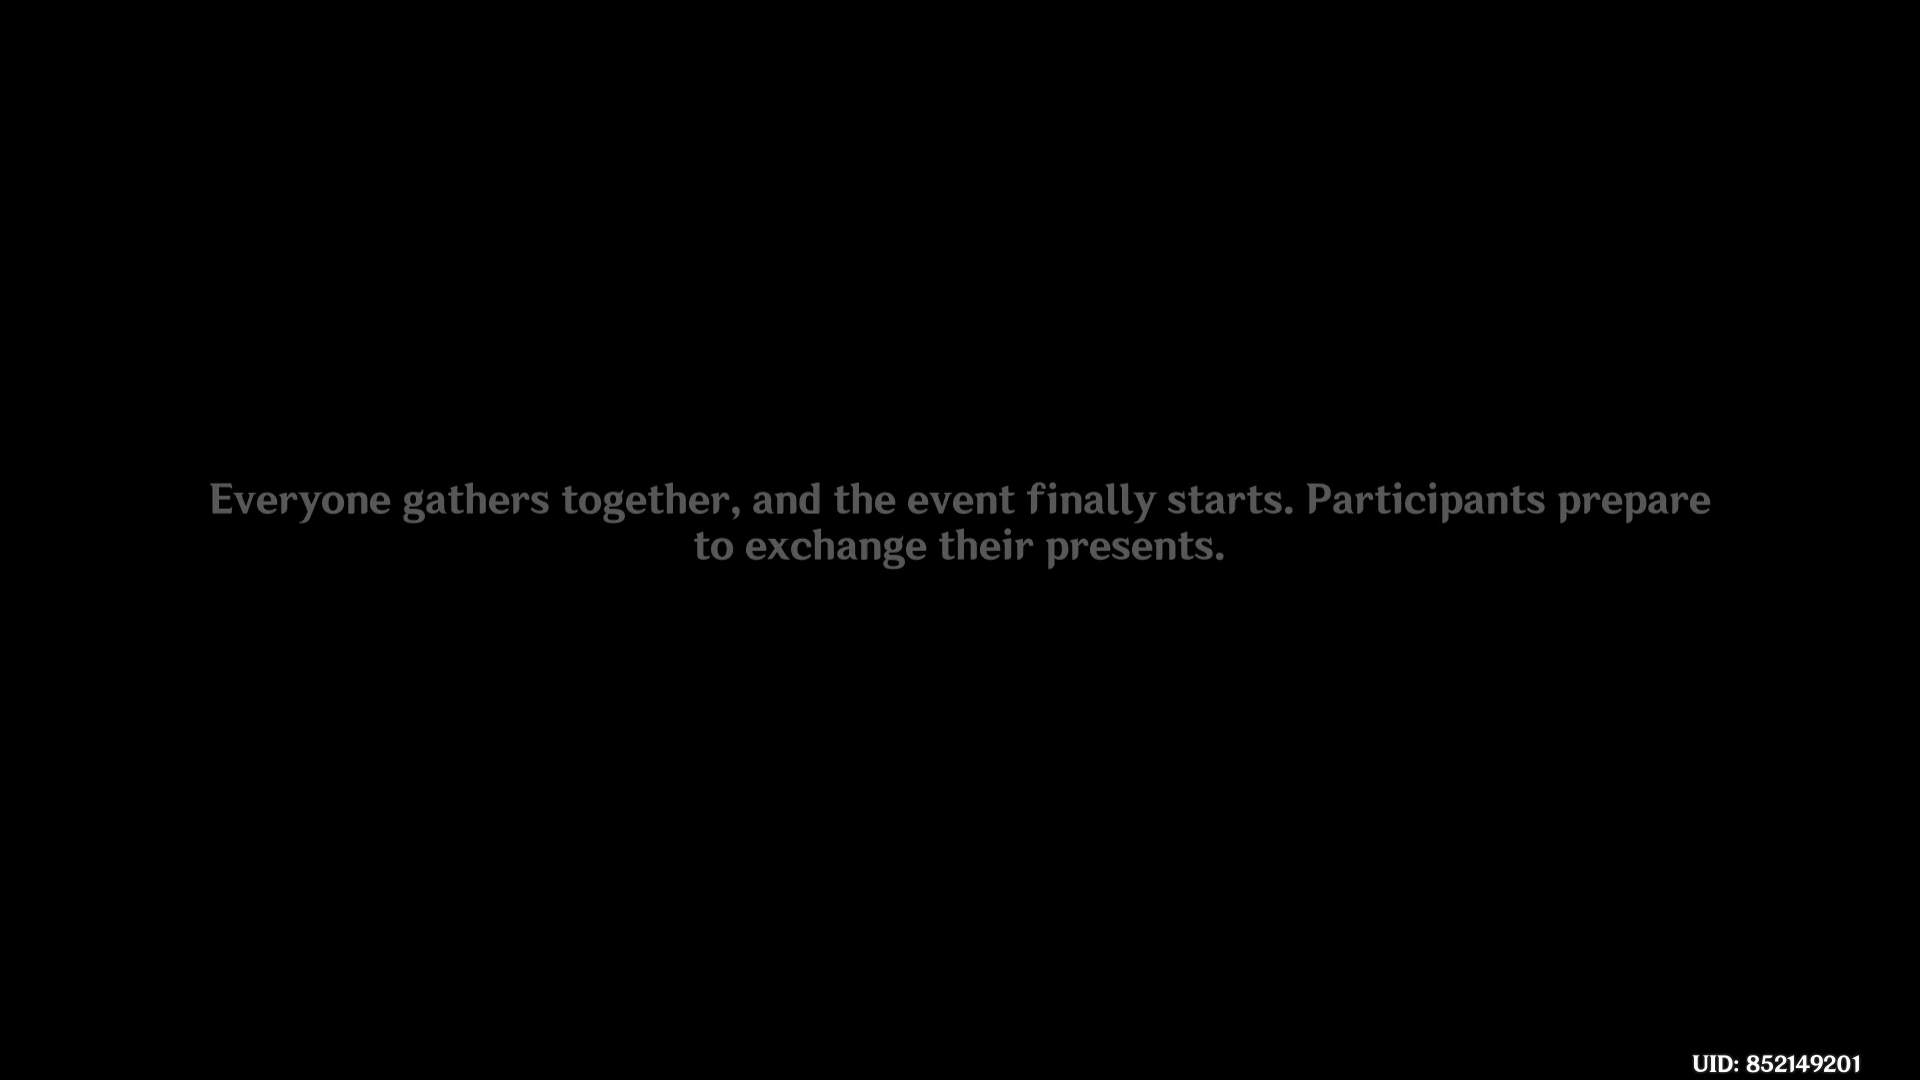 Everyone gathers together, and the event finally starts. Participants prepare
to exchange their presents.
UID: 852149201